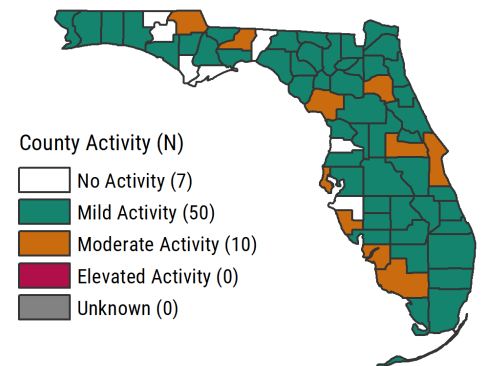 County Activity (N)
No Activity (7)
Mild Activity (50)
Moderate Activity (10)
Elevated Activity (0)
Unknown (0)